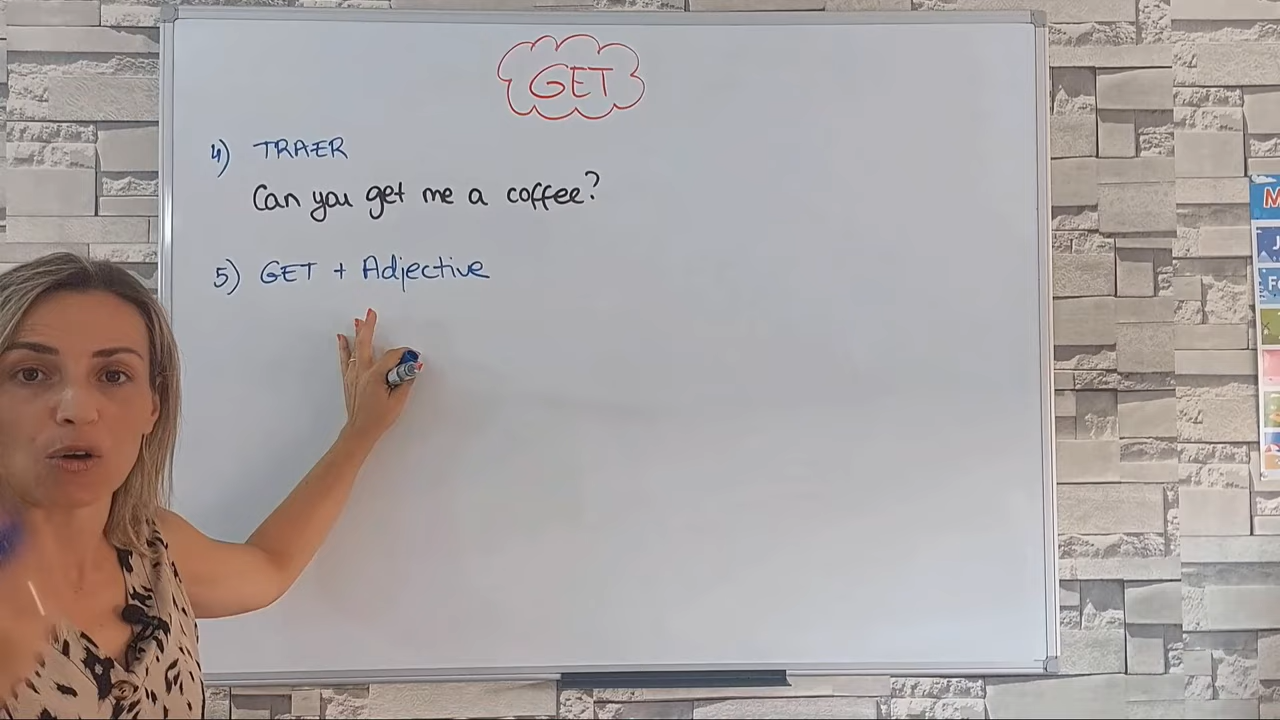 GET
4) TRAER
Can you get me a coffee?
5) GET + Adjective
M
J